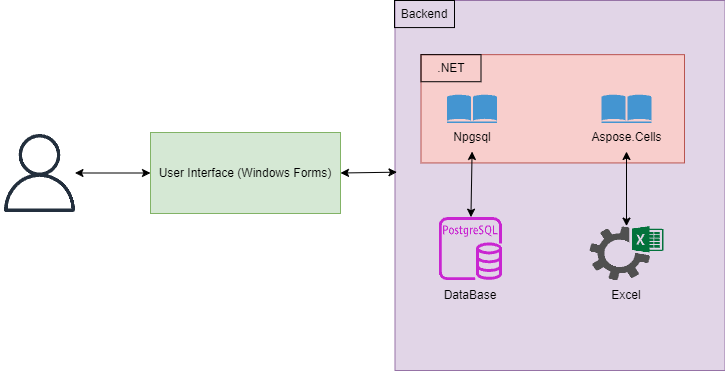 Backend
.NET
Npgsql
Aspose.Cells
User Interface (Windows Forms)
PostgreSQL
X
DataBase
Excel